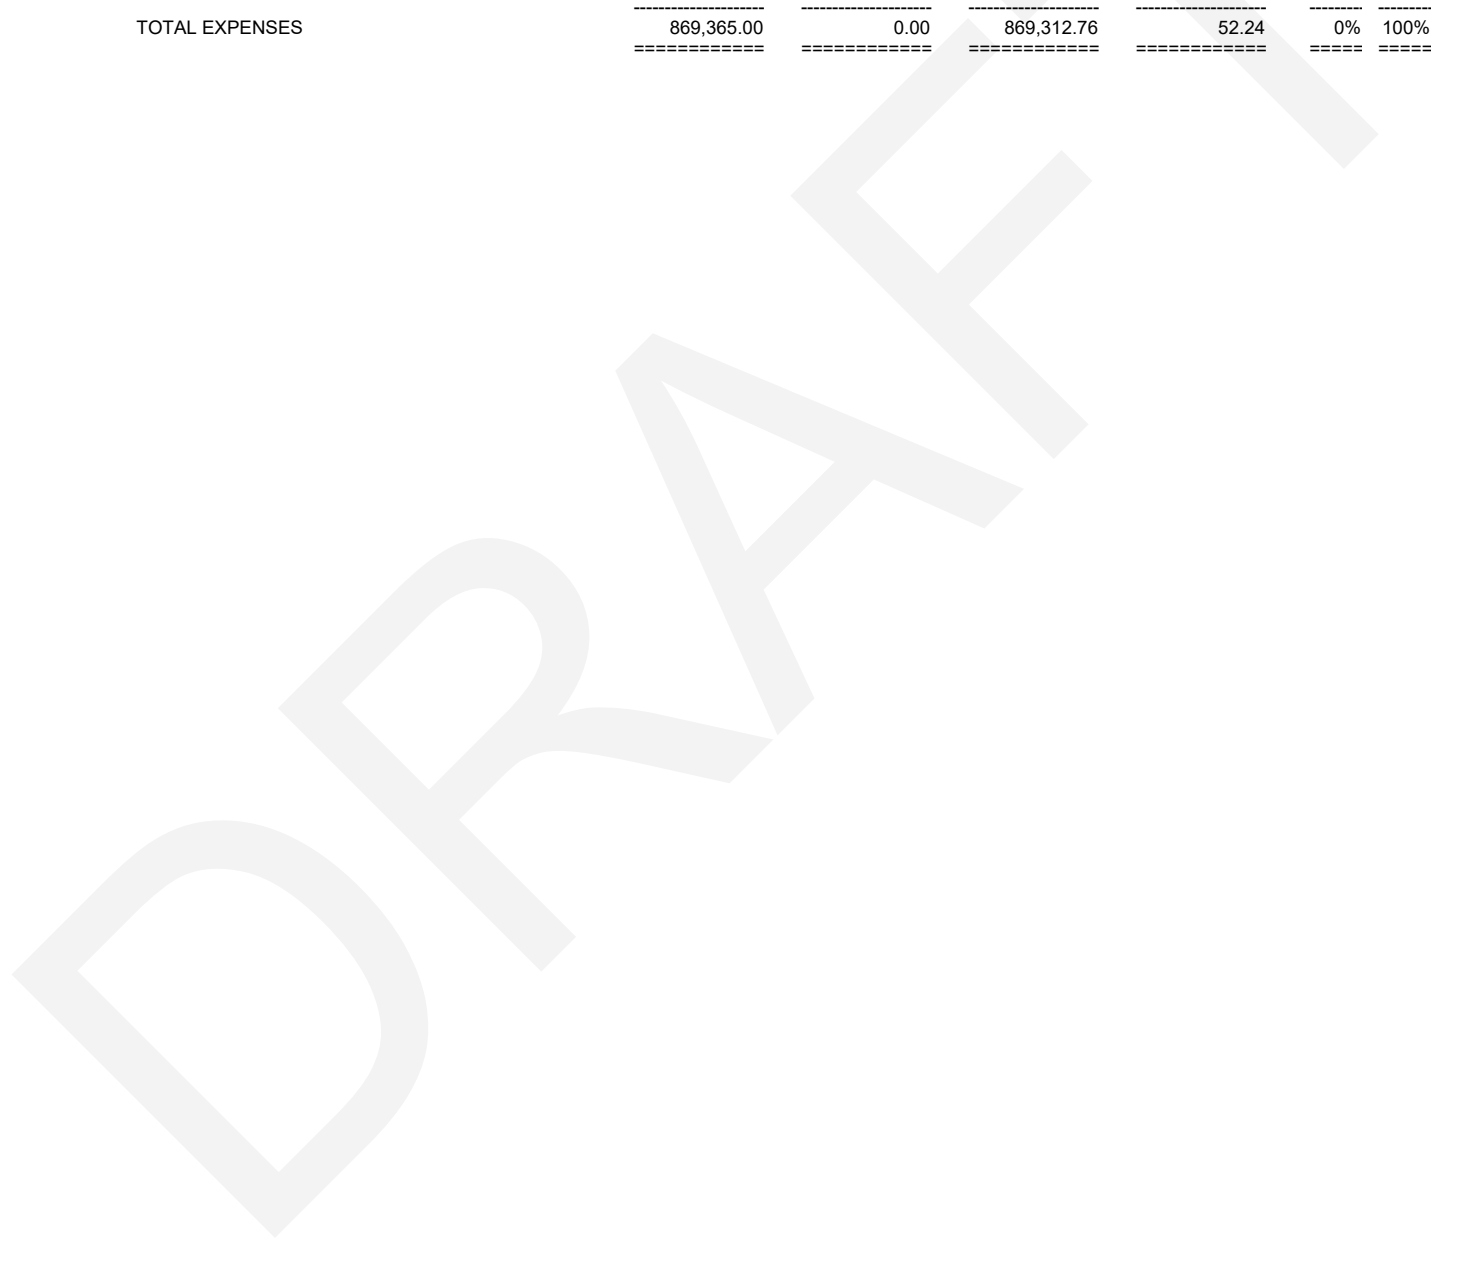 --------------------- --------------------- --------------------- --------------------- -------- --------
TOTAL EXPENSES 869,365.00 0.00 869,312.76 52.24 0% 100%
============ ============ ============ ============ ===== =====
DRAFT